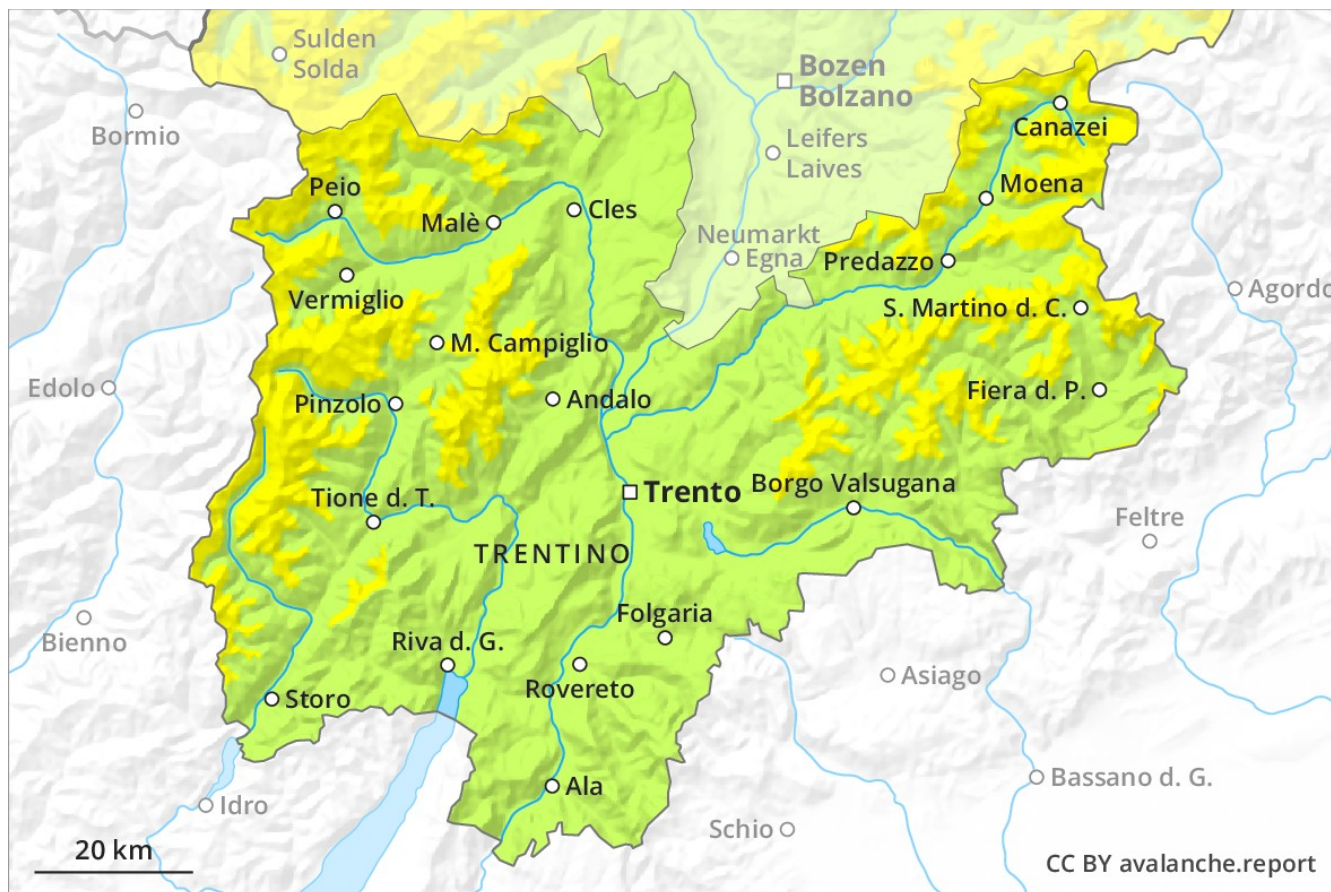 Sulden
Solda
Bozen
Bolzano
Bormio
Canazei
Leifers
Laives
Peio
Moena
Malè
Cles
Neumarkt
Egna
Predazzo
Vermiglio
Agordo
S. Martino d. C.
M. Campiglio
Edolo
Pinzolo
Andalo
Fiera d. P.
Trento
Borgo Valsugana
Tione d. T.
Feltre
TRENTINO
Folgaria
Bienno
Riva d. G.
Asiago
Rovereto
Storo
Bassano d. G.
Ala
Idro
Schio
20 km
CC BY avalanche.report